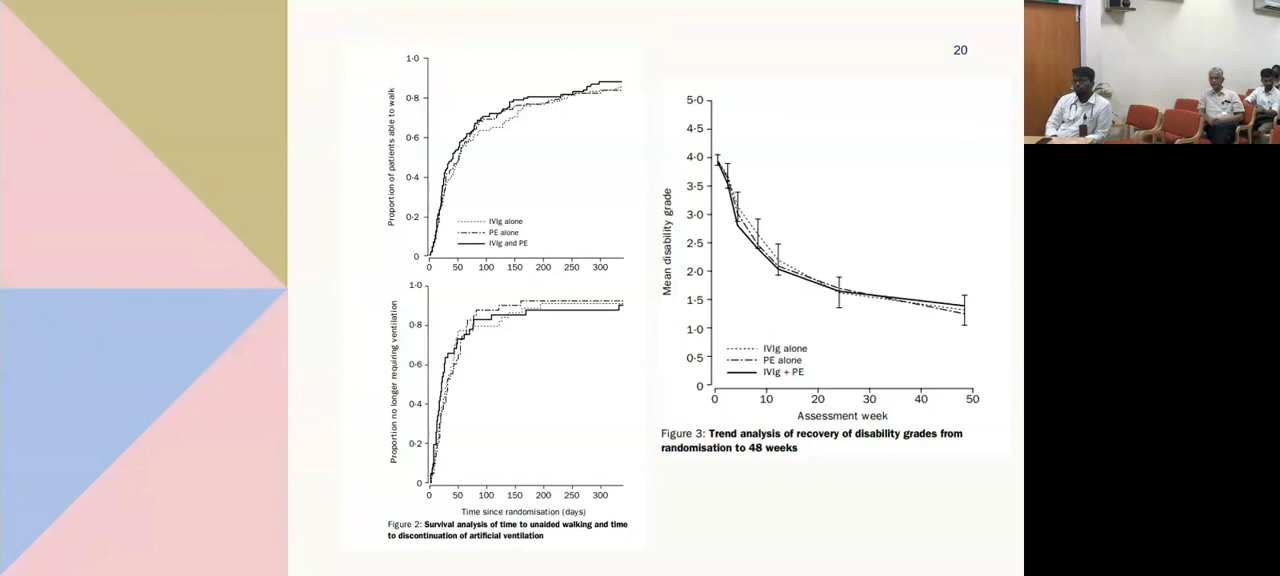 20
1·0
0·8
0·6
0·4
0·2
0
Proportion of patients able to walk
IVIg alone
PE alone
IVIg and PE
0 50 100 150 200 250 300
1·0
0·8
0·6
0·4
0·2
0
Proportion no longer requiring ventilation
0 50 100 150 200 250 300
Time since randomisation (days)
Figure 2: Survival analysis of time to unaided walking and time
to discontinuation of artificial ventilation
5·0
4·5
4·0
3·5
3·0
2·5
2·0
1·5
1·0
0·5
0
Mean disability grade
IVIg alone
PE alone
IVIg + PE
0 10 20 30 40 50
Assessment week
Figure 3: Trend analysis of recovery of disability grades from
randomisation to 48 weeks